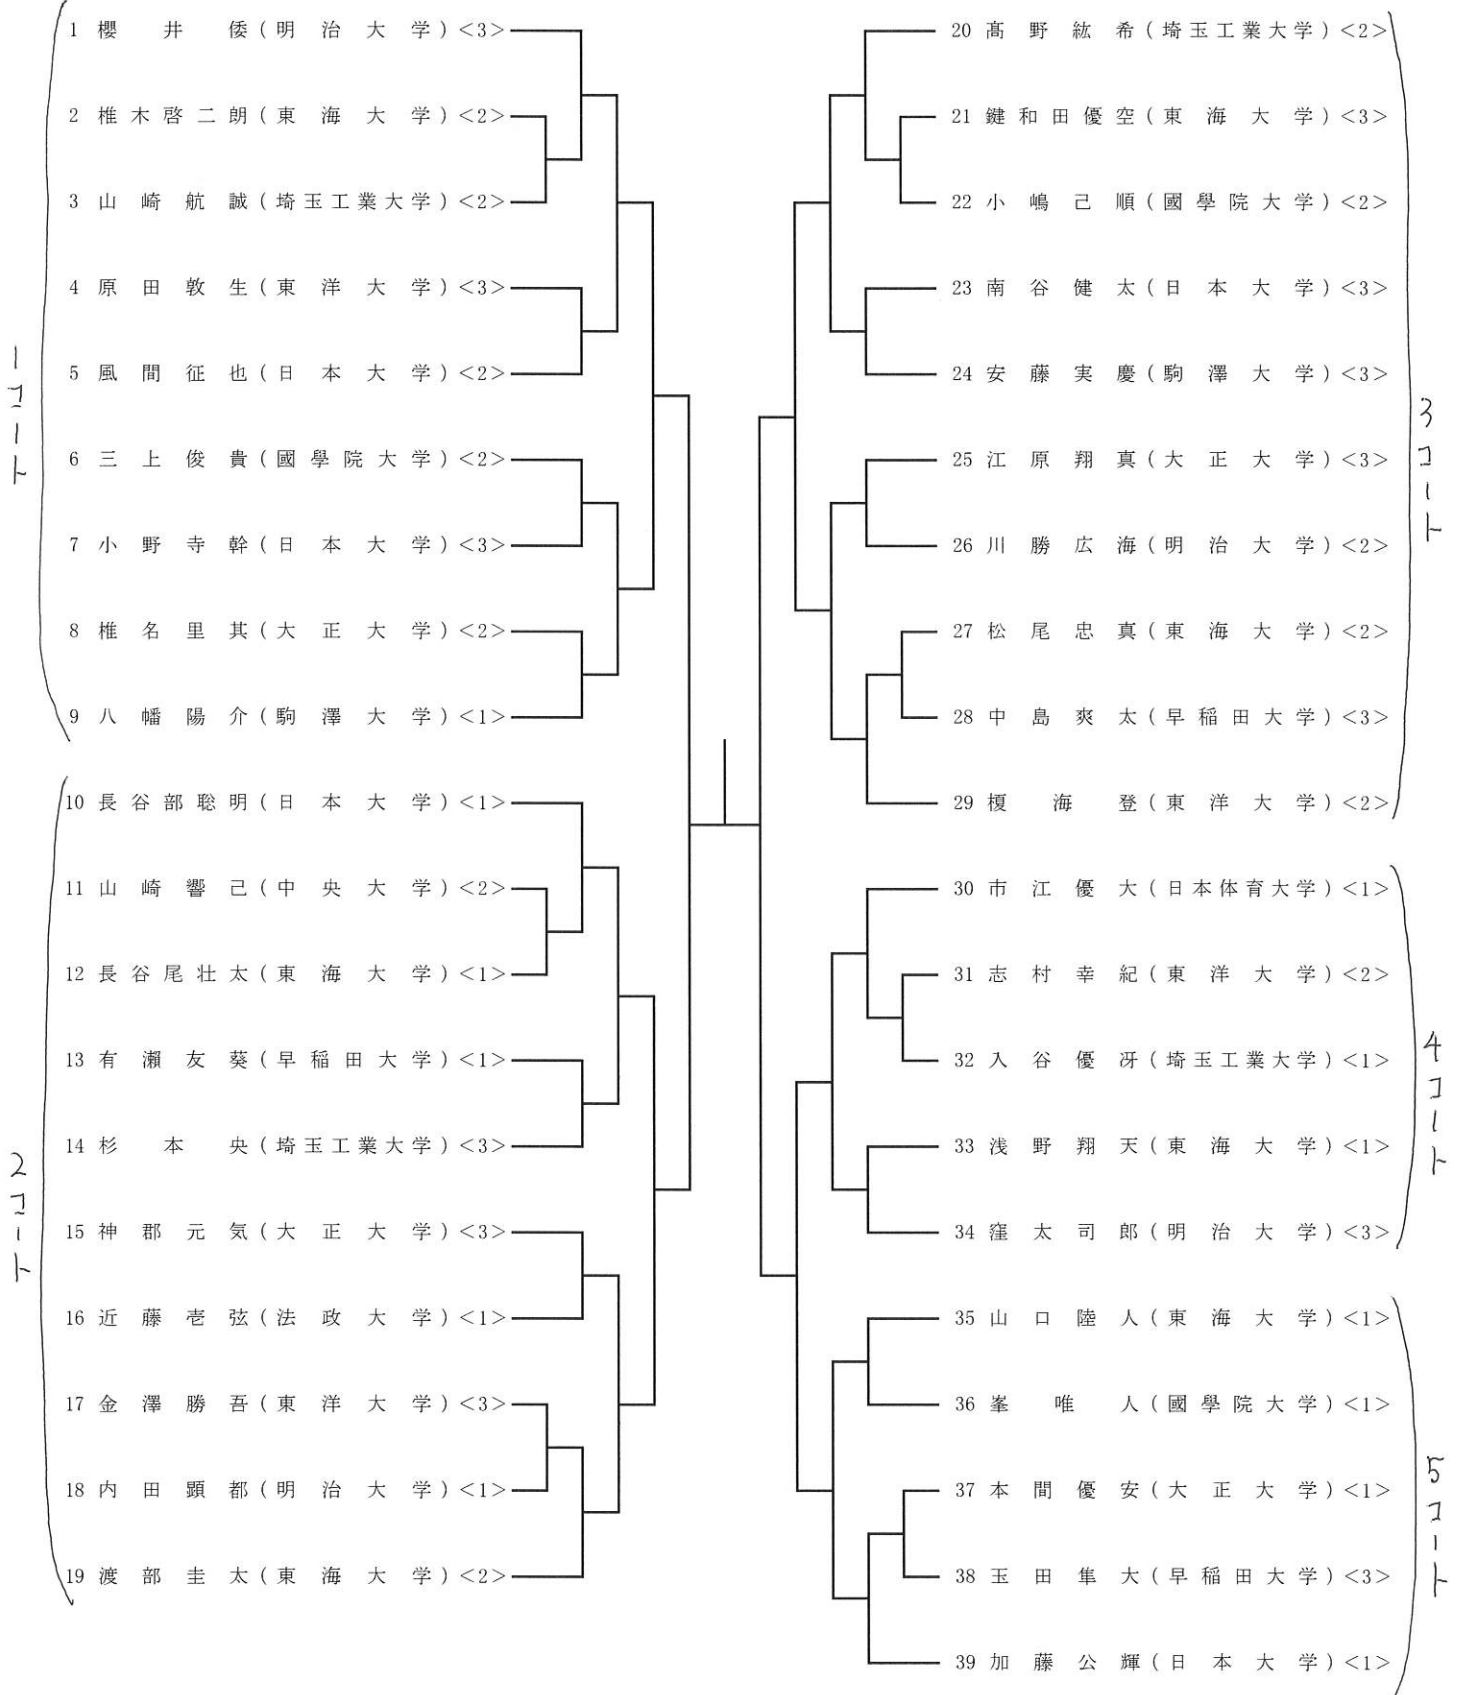 1コート
1 櫻井倭(明治大学)<3>
2 椎木啓二朗(東海大学)<2>
3 山崎航誠(埼玉工業大学)<2>
4 原田敦生(東洋大学)<3>
5 風間征也(日本大学)<2>
6 三上俊貴(國學院大学)<2>
7 小野寺幹(日本大学)<3>
8 椎名里其(大正大学)<2>
9 八幡陽介(駒澤大学)<1>
2コート
10 長谷部聡明(日本大学)<1>
11 山崎響己(中央大学)<2>
12 長谷尾壮太(東海大学)<1>
13 有瀬友葵(早稲田大学)<1>
14 杉本央(埼玉工業大学)<3>
15 神郡元気(大正大学)<3>
16 近藤壱弦(法政大学)<1>
17 金澤勝吾(東洋大学)<3>
18 内田顕都(明治大学)<1>
19 渡部圭太(東海大学)<2>
3コート
20 髙野紘希(埼玉工業大学)<2>
21 鍵和田優空(東海大学)<3>
22 小嶋己順(國學院大学)<2>
23 南谷健太(日本大学)<3>
24 安藤実慶(駒澤大学)<3>
25 江原翔真(大正大学)<3>
26 川勝広海(明治大学)<2>
27 松尾忠真(東海大学)<2>
28 中島爽太(早稲田大学)<3>
29 榎海登(東洋大学)<2>
4コート
30 市江優大(日本体育大学)<1>
31 志村幸紀(東洋大学)<2>
32 入谷優冴(埼玉工業大学)<1>
33 浅野翔天(東海大学)<1>
34 窪太司郎(明治大学)<3>
5コート
35 山口陸人(東海大学)<1>
36 峯唯人(國學院大学)<1>
37 本間優安(大正大学)<1>
38 玉田隼大(早稲田大学)<3>
39 加藤公輝(日本大学)<1>